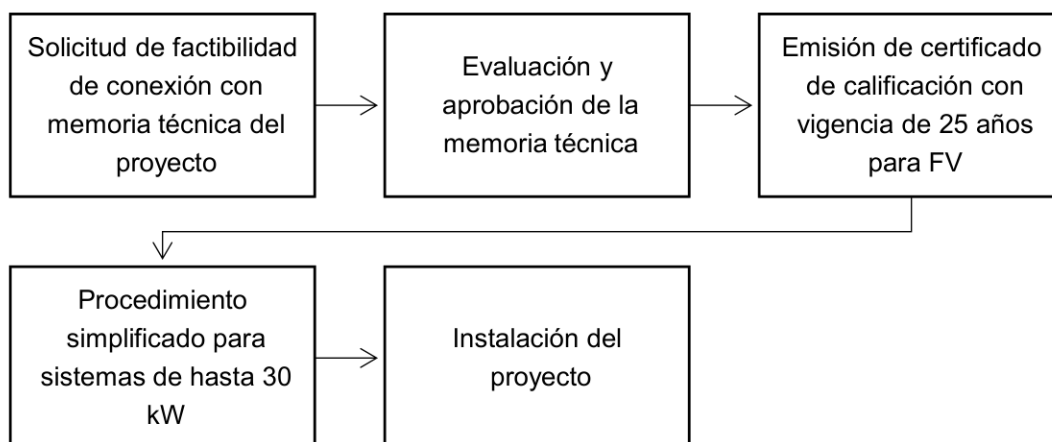 Solicitud de factibilidad
de conexión con
memoria técnica del
proyecto
Evaluación y
aprobación de la
memoria técnica
Emisión de certificado
de calificación con
vigencia de 25 años
para FV
Procedimiento
simplificado para
sistemas de hasta 30
kW
Instalación del
proyecto